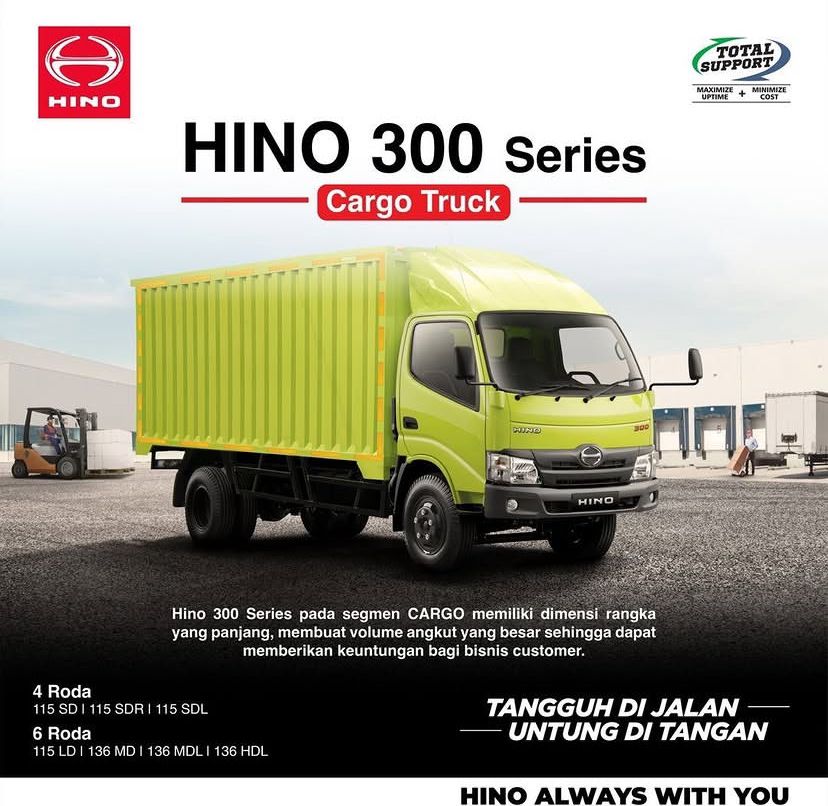 HINO
TOTAL
SUPPORT
MAXIMIZE UPTIME + MINIMIZE COST
HINO 300 Series
Cargo Truck
HINO
300
HINO
Hino 300 Series pada segmen CARGO memiliki dimensi rangka
yang panjang, membuat volume angkut yang besar sehingga dapat
memberikan keuntungan bagi bisnis customer.
4 Roda
115 SD | 115 SDR | 115 SDL
6 Roda
115 LD | 136 MD | 136 MDL | 136 HDL
TANGGUH DI JALAN
UNTUNG DI TANGAN
HINO ALWAYS WITH YOU